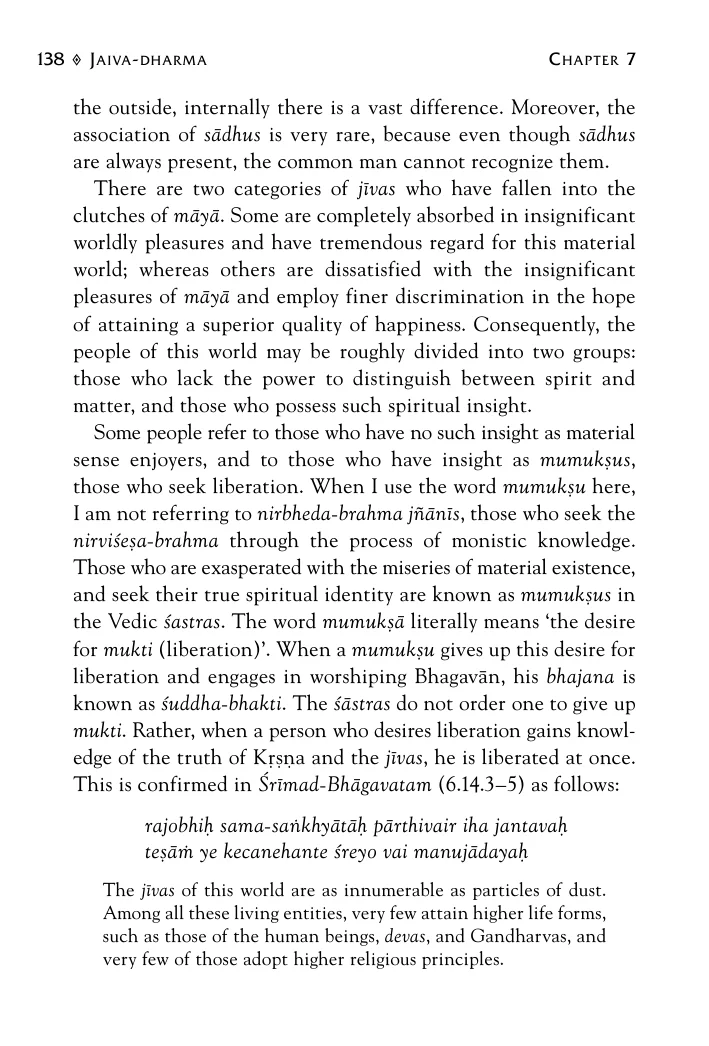 138 ◊ JAIVA-DHARMA CHAPTER 7
the outside, internally there is a vast difference. Moreover, the
association of sādhus is very rare, because even though sādhus
are always present, the common man cannot recognize them.
There are two categories of jīvas who have fallen into the
clutches of māyā. Some are completely absorbed in insignificant
worldly pleasures and have tremendous regard for this material
world; whereas others are dissatisfied with the insignificant
pleasures of māyā and employ finer discrimination in the hope
of attaining a superior quality of happiness. Consequently, the
people of this world may be roughly divided into two groups:
those who lack the power to distinguish between spirit and
matter, and those who possess such spiritual insight.
Some people refer to those who have no such insight as material
sense enjoyers, and to those who have insight as mumukṣus,
those who seek liberation. When I use the word mumukṣu here,
I am not referring to nirbheda-brahma jñānīs, those who seek the
nirviśeṣa-brahma through the process of monistic knowledge.
Those who are exasperated with the miseries of material existence,
and seek their true spiritual identity are known as mumukṣus in
the Vedic śastras. The word mumukṣā literally means ‘the desire
for mukti (liberation)’. When a mumukṣu gives up this desire for
liberation and engages in worshiping Bhagavān, his bhajana is
known as śuddha-bhakti. The śāstras do not order one to give up
mukti. Rather, when a person who desires liberation gains knowl-
edge of the truth of Kṛṣṇa and the jīvas, he is liberated at once.
This is confirmed in Śrīmad-Bhāgavatam (6.14.3–5) as follows:
rajobhiḥ sama-saṅkhyātāḥ pārthivair iha jantavaḥ
teṣāṁ ye kecanehante śreyo vai manujādayaḥ
The jīvas of this world are as innumerable as particles of dust.
Among all these living entities, very few attain higher life forms,
such as those of the human beings, devas, and Gandharvas, and
very few of those adopt higher religious principles.